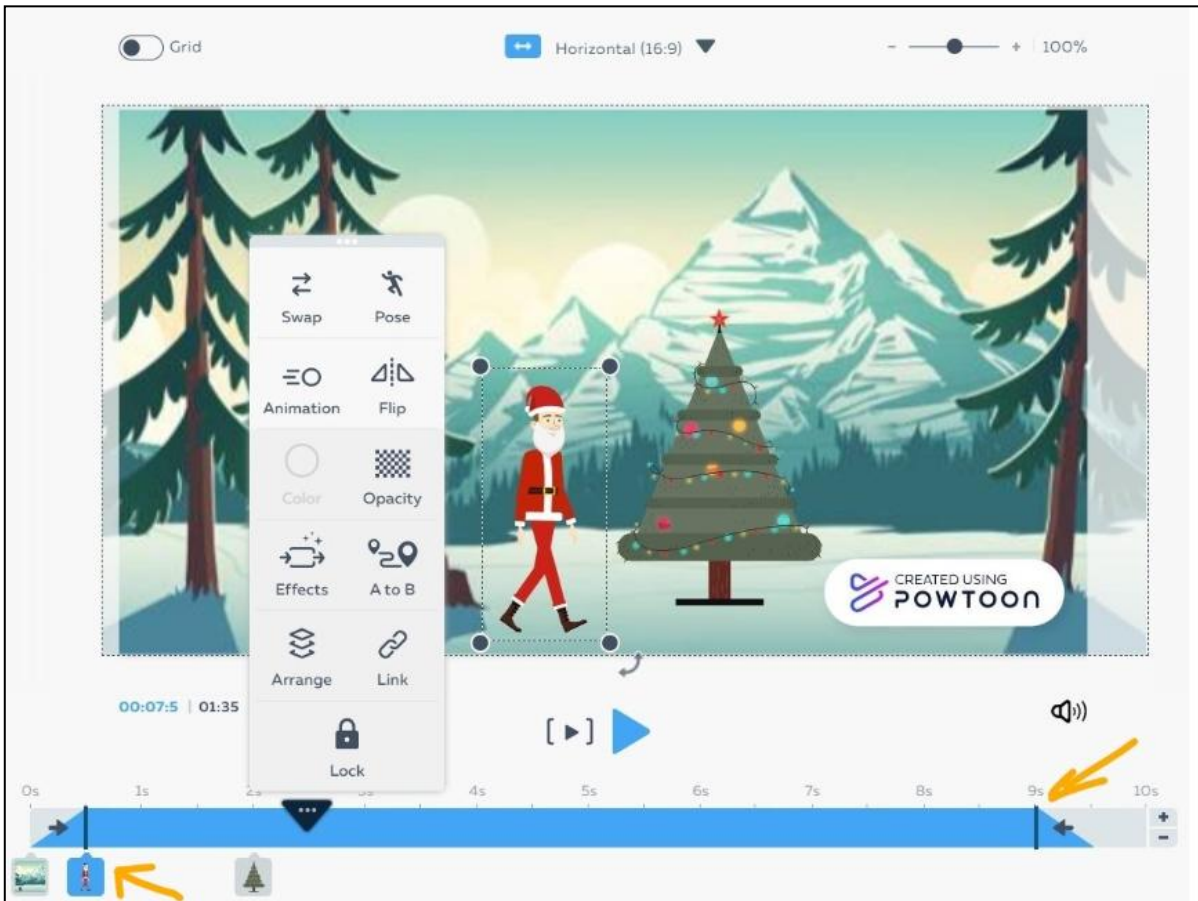 Grid
Horizontal (16:9)
- + 100%
Swap Pose
Animation Flip
Color Opacity
Effects A to B
Arrange Link
Lock
CREATED USING
POWTOON
00:07:5 | 01:35
0s 1s 4s 5s 6s 7s 8s 9s 10s
+
-